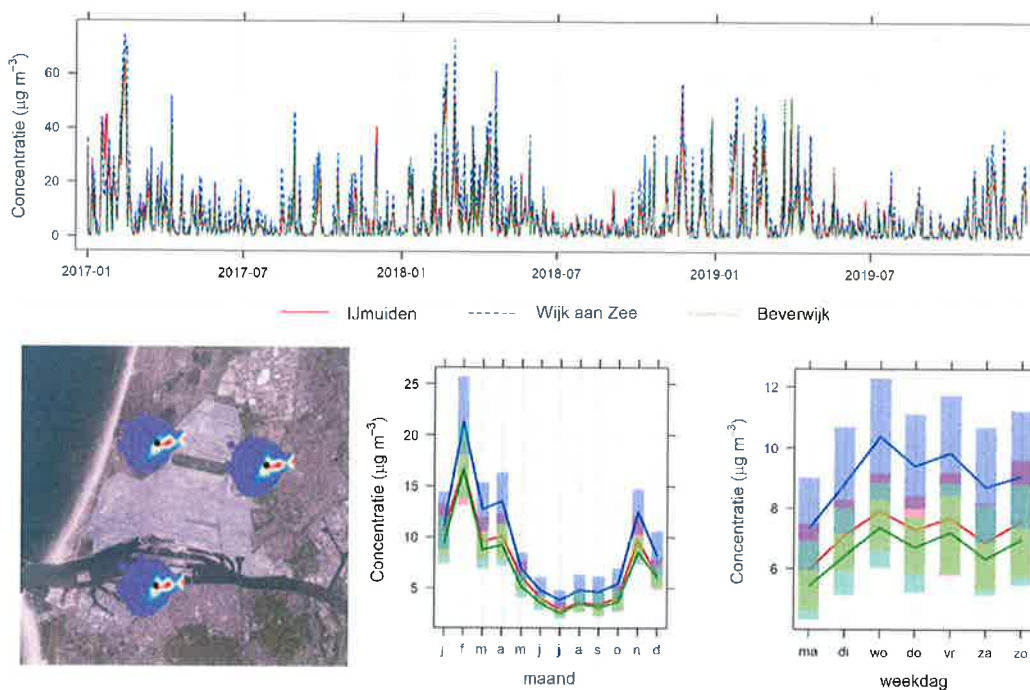 Concentratie (µg m⁻³)
60
40
20
0
2017-01 2017-07 2018-01 2018-07 2019-01 2019-07
IJmuiden Wijk aan Zee Beverwijk
Concentratie (µg m⁻³)
25
20
15
10
5
j f m a m j j a s o n d
maand
Concentratie (µg m⁻³)
12
10
8
6
ma di wo do vr za zo
weekdag